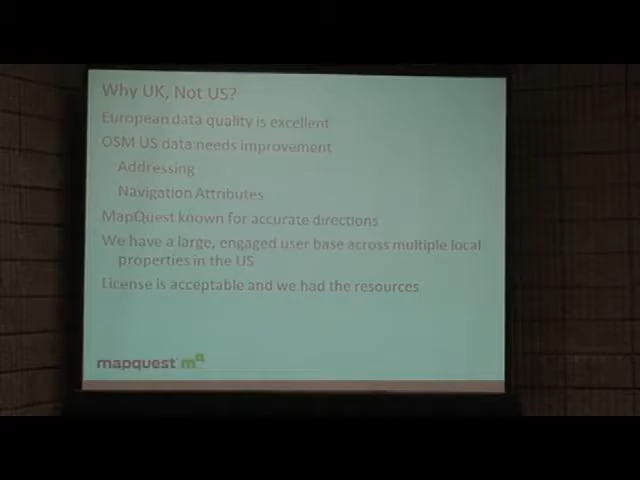 Why UK, Not US?
European data quality is excellent
OSM US data needs improvement
Addressing
Navigation Attributes
MapQuest known for accurate directions
We have a large, engaged user base across multiple local
properties in the US
License is acceptable and we had the resources
mapquest mq